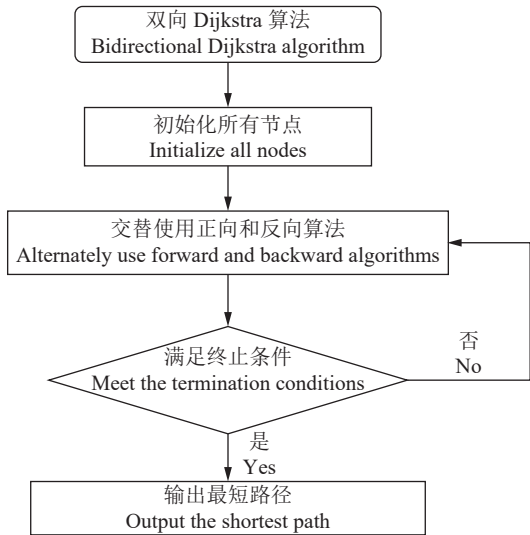 双向 Dijkstra 算法
Bidirectional Dijkstra algorithm
初始化所有节点
Initialize all nodes
交替使用正向和反向算法
Alternately use forward and backward algorithms
满足终止条件
Meet the termination conditions
否
No
是
Yes
输出最短路径
Output the shortest path